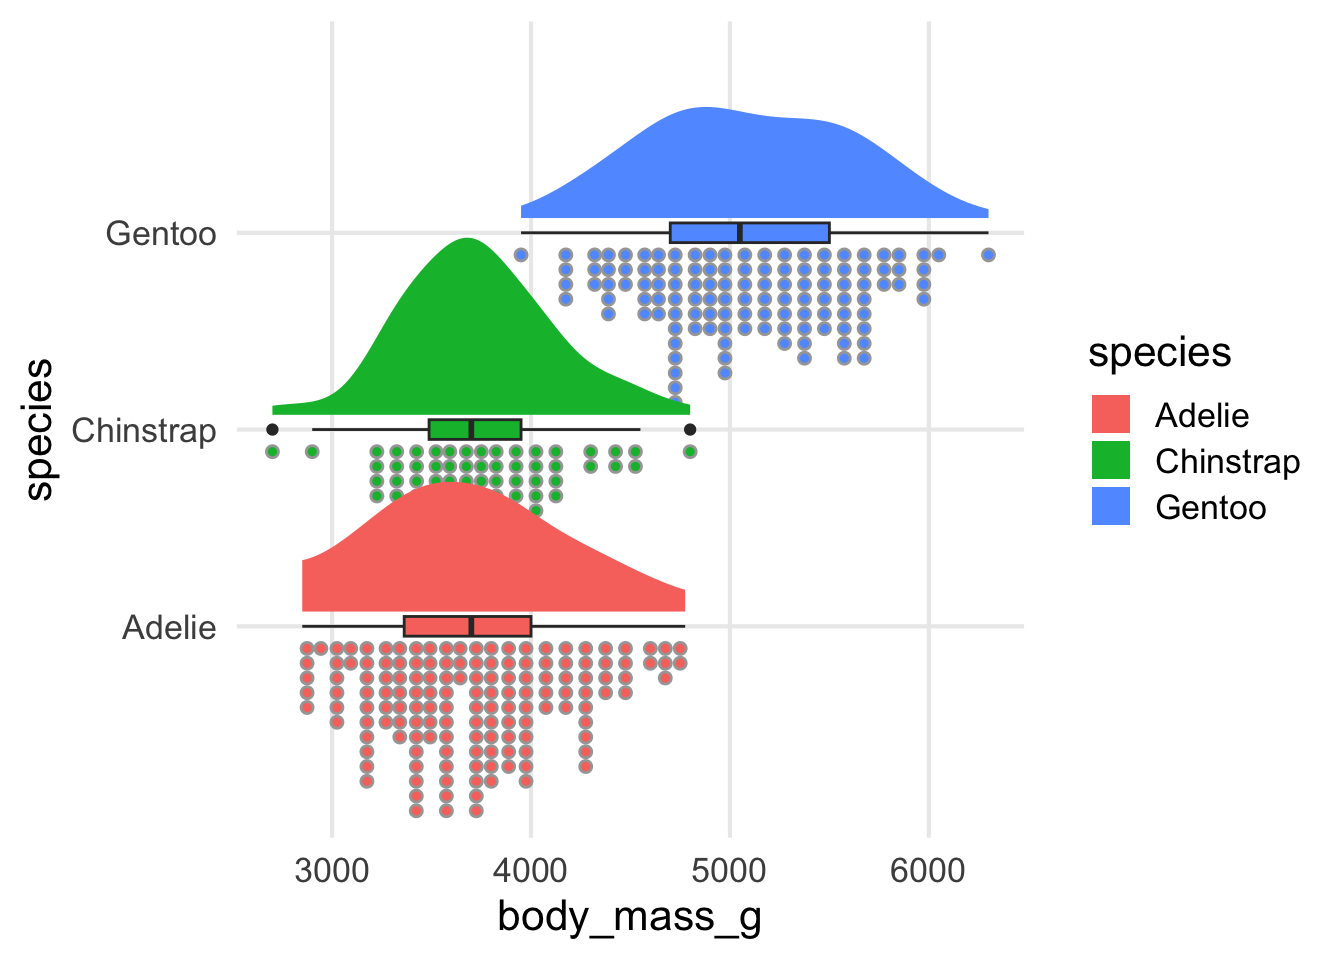 Gentoo
Chinstrap
Adelie
species
3000 4000 5000 6000
body_mass_g
species
Adelie
Chinstrap
Gentoo